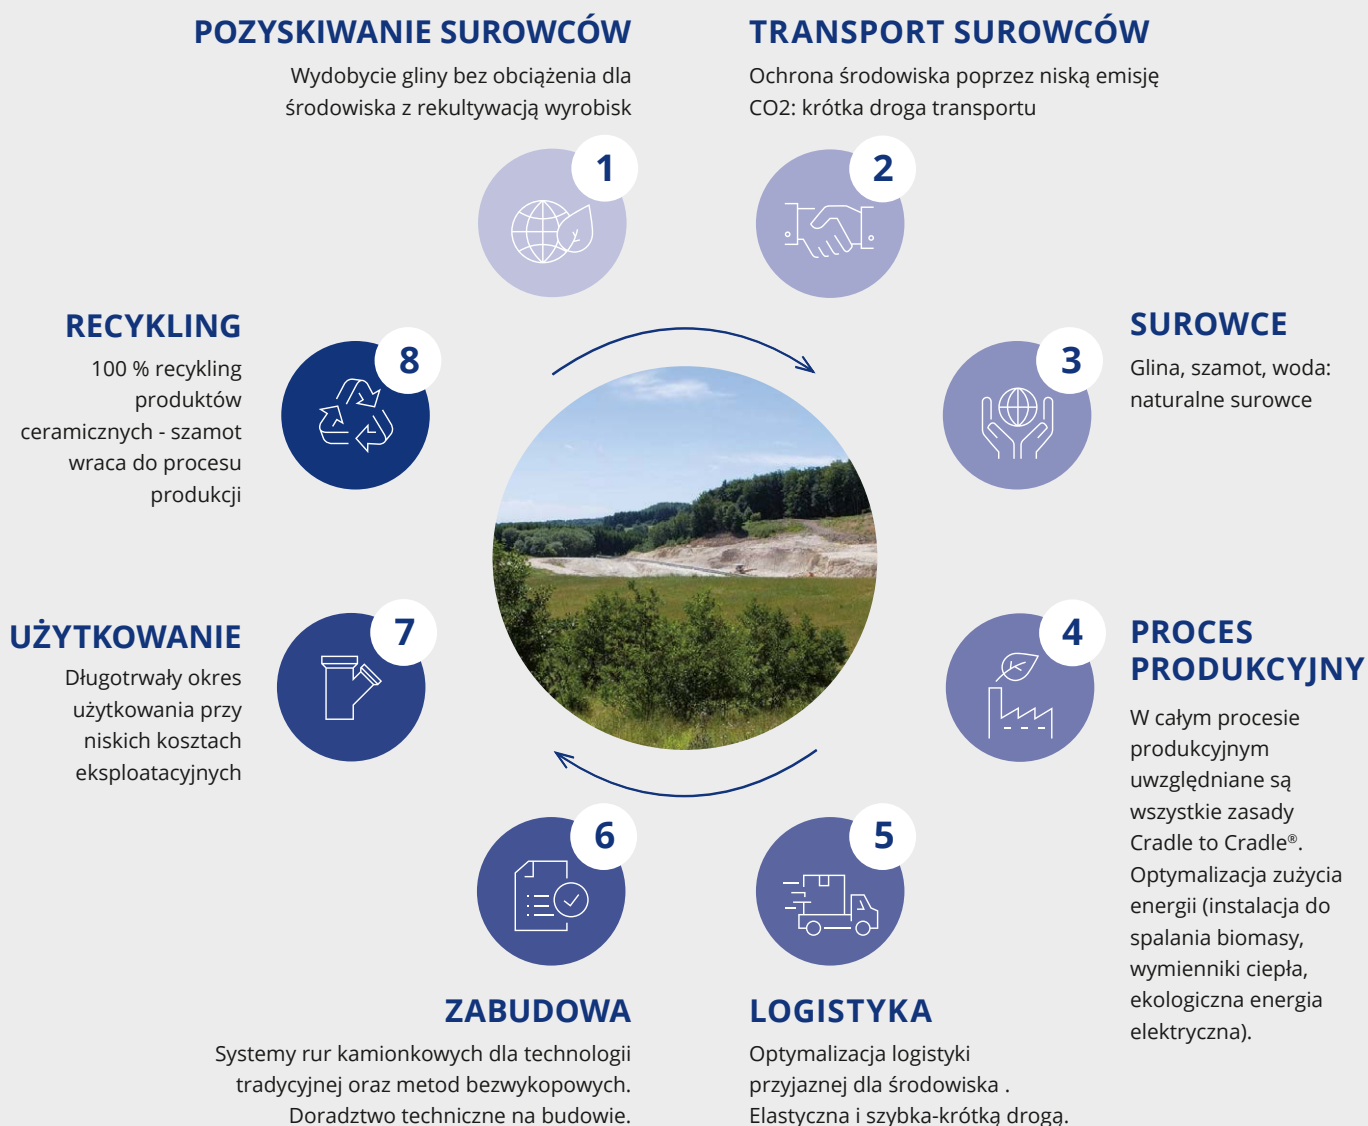 POZYSKIWANIE SUROWCÓW
Wydobycie gliny bez obciążenia dla
środowiska z rekultywacją wyrobisk
1
TRANSPORT SUROWCÓW
Ochrona środowiska poprzez niską emisję
CO2: krótka droga transportu
2
SUROWCE
Glina, szamot, woda:
naturalne surowce
3
PROCES
PRODUKCYJNY
W całym procesie
produkcyjnym
uwzględniane są
wszystkie zasady
Cradle to Cradle®.
Optymalizacja zużycia
energii (instalacja do
spalania biomasy,
wymienniki ciepła,
ekologiczna energia
elektryczna).
4
LOGISTYKA
Optymalizacja logistyki
przyjaznej dla środowiska .
Elastyczna i szybka-krótką drogą.
5
ZABUDOWA
Systemy rur kamionkowych dla technologii
tradycyjnej oraz metod bezwykopowych.
Doradztwo techniczne na budowie.
6
UŻYTKOWANIE
Długotrwały okres
użytkowania przy
niskich kosztach
eksploatacyjnych
7
RECYKLING
100 % recykling
produktów
ceramicznych - szamot
wraca do procesu
produkcji
8